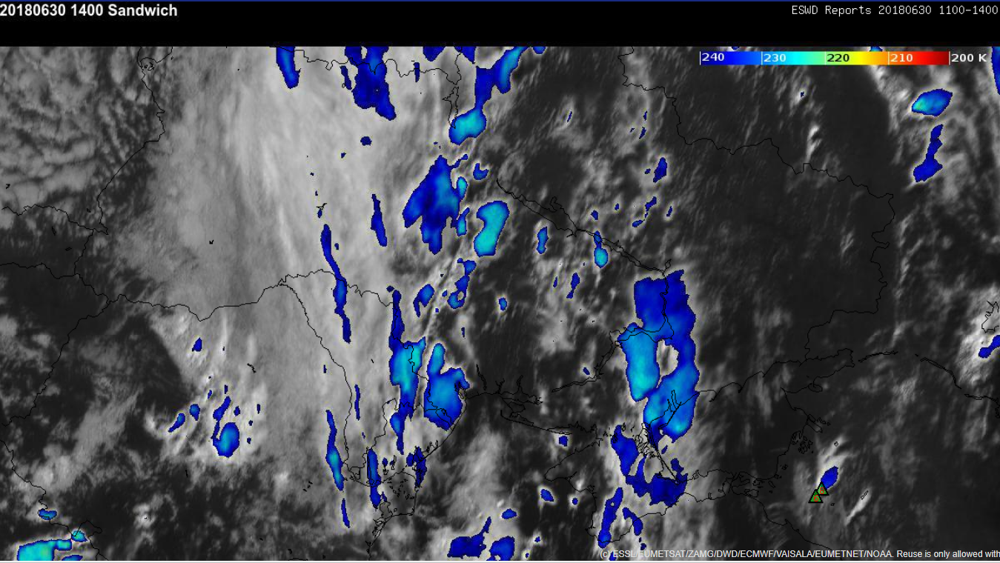 20180630 1400 Sandwich
ESWD Reports 20180630 1100-1400
240 230 220 210 200 K
(c) ESSL/EUMETSAT/ZAMG/DWD/ECMWF/VAISALA/EUMETNET/NOAA. Reuse is only allowed with